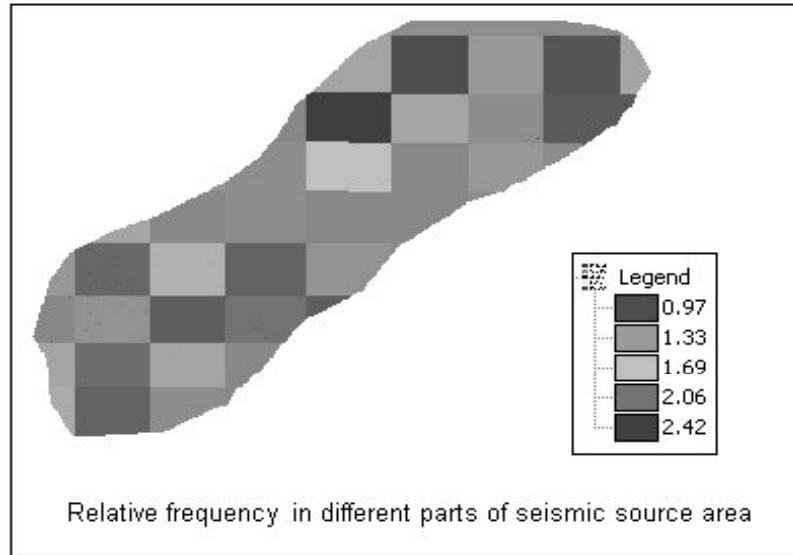 Legend
0.97
1.33
1.69
2.06
2.42
Relative frequency in different parts of seismic source area